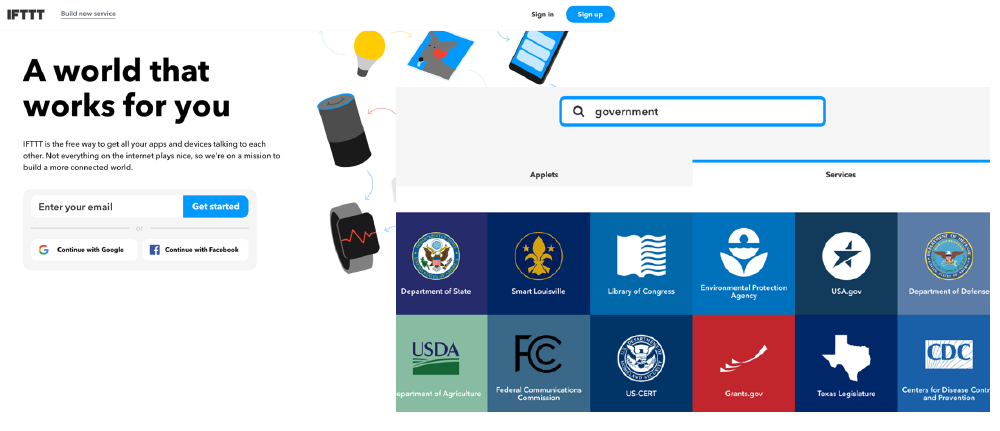 IFTTT
Build new service
Sign in
Sign up
A world that
works for you
IFTTT is the free way to get all your apps and devices talking to each
other. Not everything on the internet plays nice, so we're on a mission to
build a more connected world.
Enter your email
Get started
or
Continue with Google
Continue with Facebook
government
Applets
Services
Department of State
Smart Louisville
Library of Congress
Environmental Protection
Agency
USA.gov
Department of Defense
USDA
epartment of Agriculture
FCC
Federal Communications
Commission
US-CERT
Grants.gov
Texas Legislature
CDC
Centers for Disease Contr
and Prevention